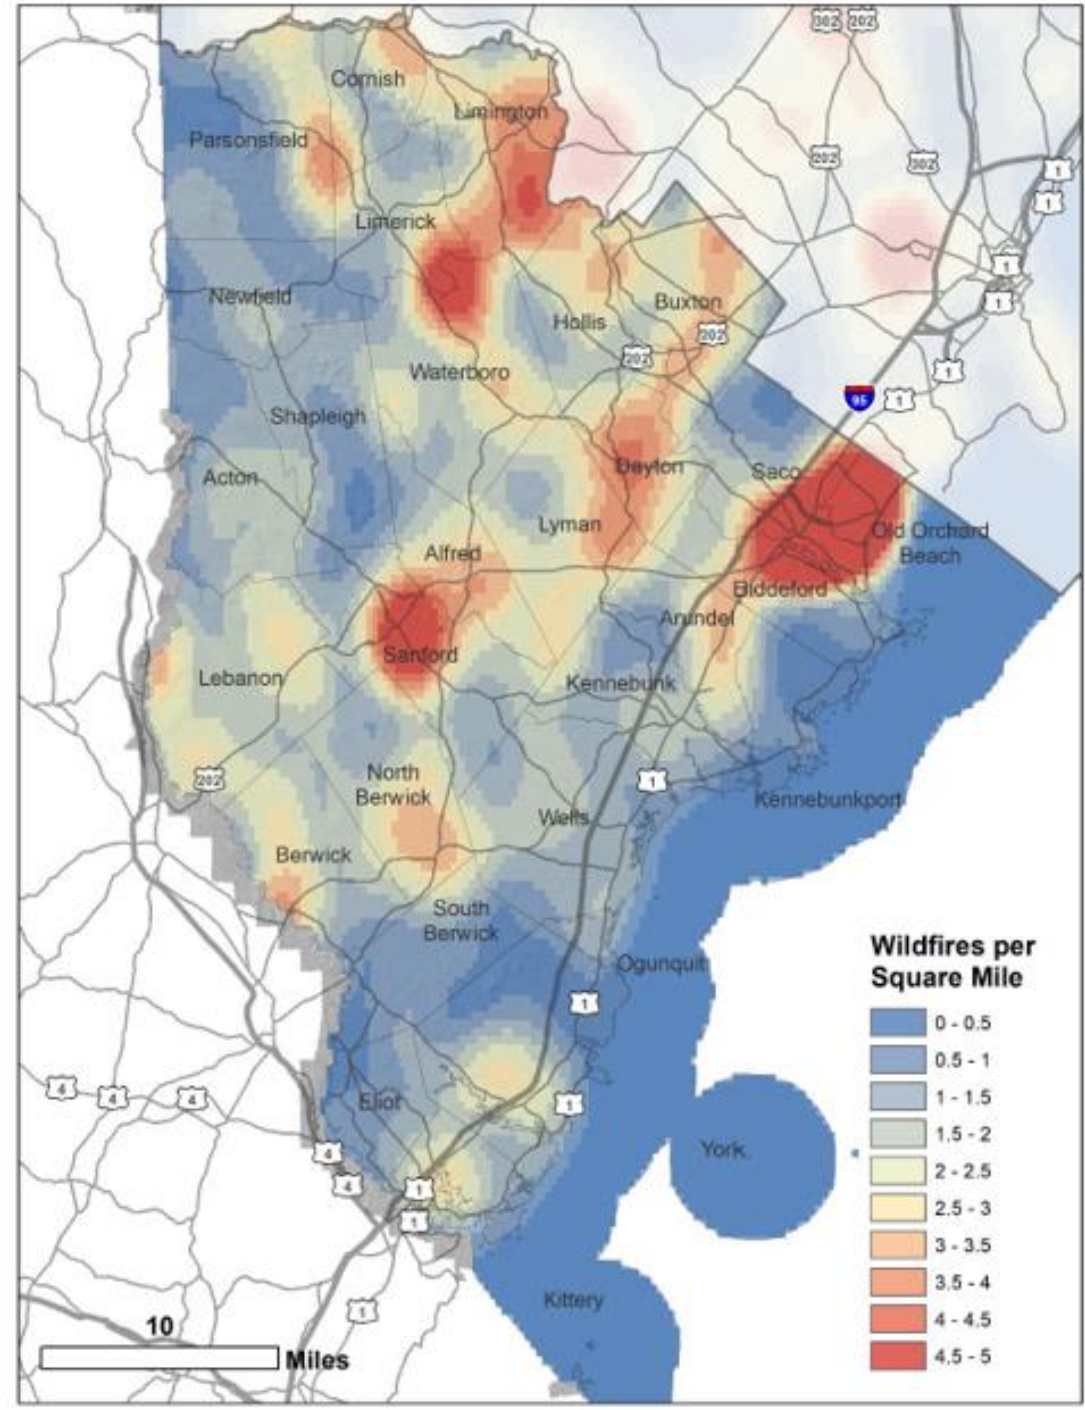 302 202
Cornish
Limington
Parsonsfield
202 302 1
1
Limerick
1
Newfield
Buxton 1
Hollis
202
202
Waterboro
1
95 1
Shapleigh
Dayton Saco
Acton
Lyman
Old Orchard
Beach
Alfred
Biddeford
Arundel
Sanford
Lebanon
Kennebunk
202
North
Berwick
1
Kennebunkport
Wells
Berwick
South
Berwick
Ogunquit
1
Wildfires per
Square Mile
0 - 0.5
0.5 - 1
1 - 1.5
1.5 - 2
2 - 2.5
2.5 - 3
3 - 3.5
3.5 - 4
4 - 4.5
4.5 - 5
4 4 4
Eliot
1
4
York
4 1
1
Kittery
1
10
Miles